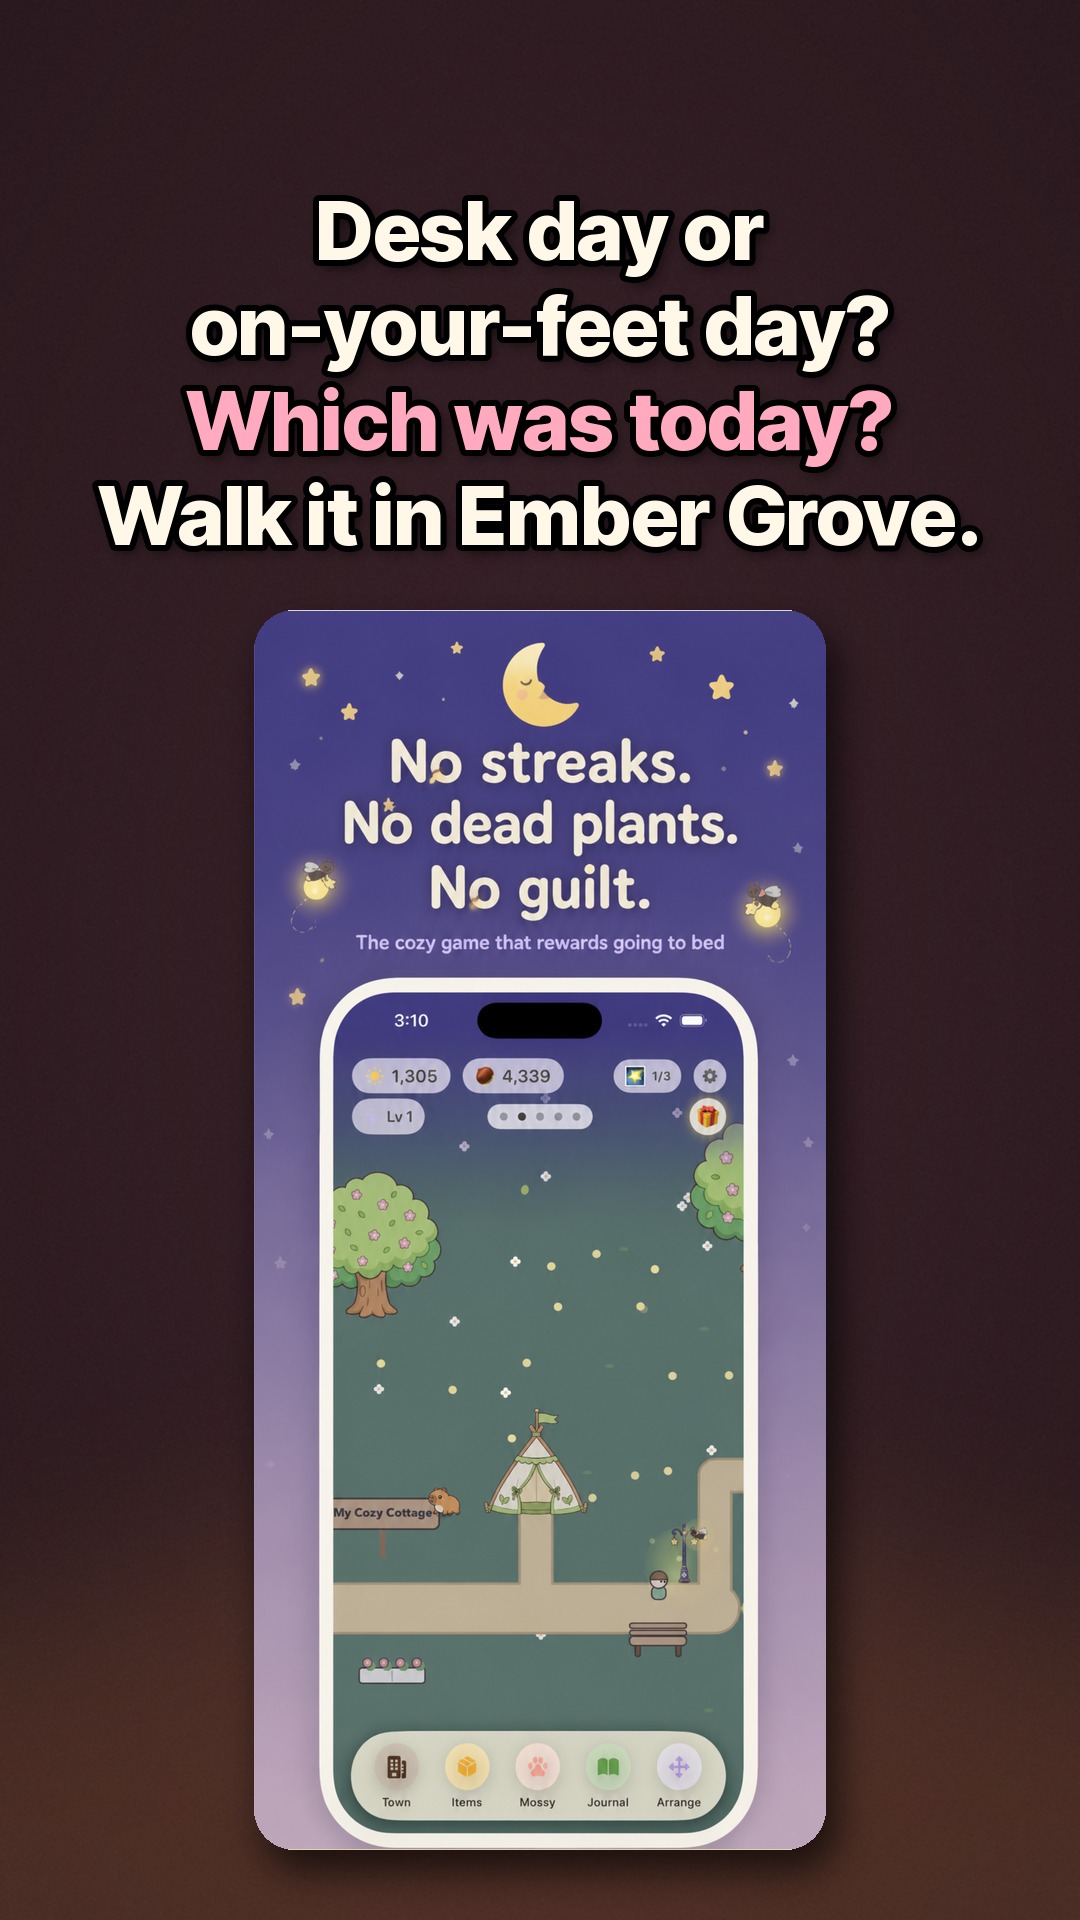 Desk day or
on-your-feet day?
Which was today?
Walk it in Ember Grove.
No streaks.
No dead plants.
No guilt.
The cozy game that rewards going to bed
3:10
1,305
4,339
1/3
Lv 1
My Cozy Cottage
Town
Items
Mossy
Journal
Arrange